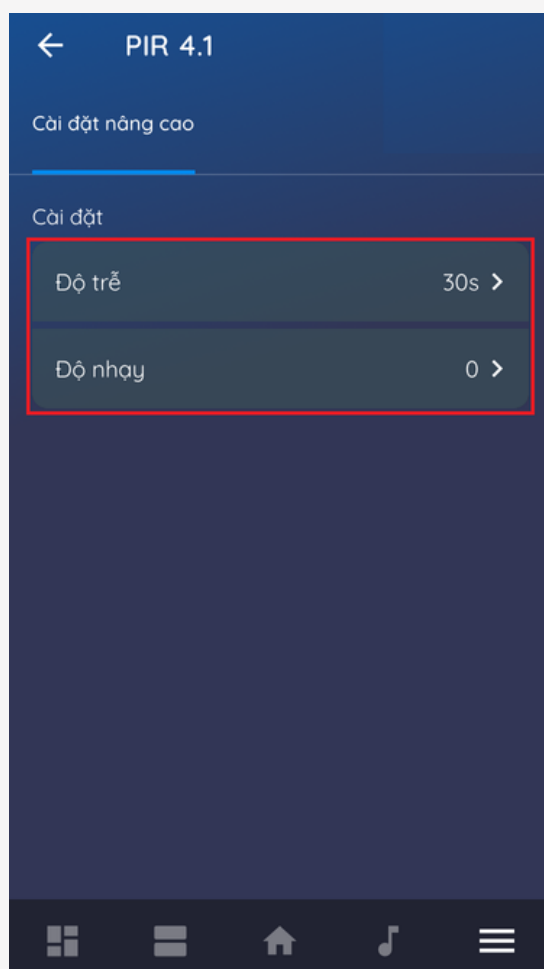 PIR 4.1
Cài đặt nâng cao
Cài đặt
Độ trễ 30s
Độ nhạy 0